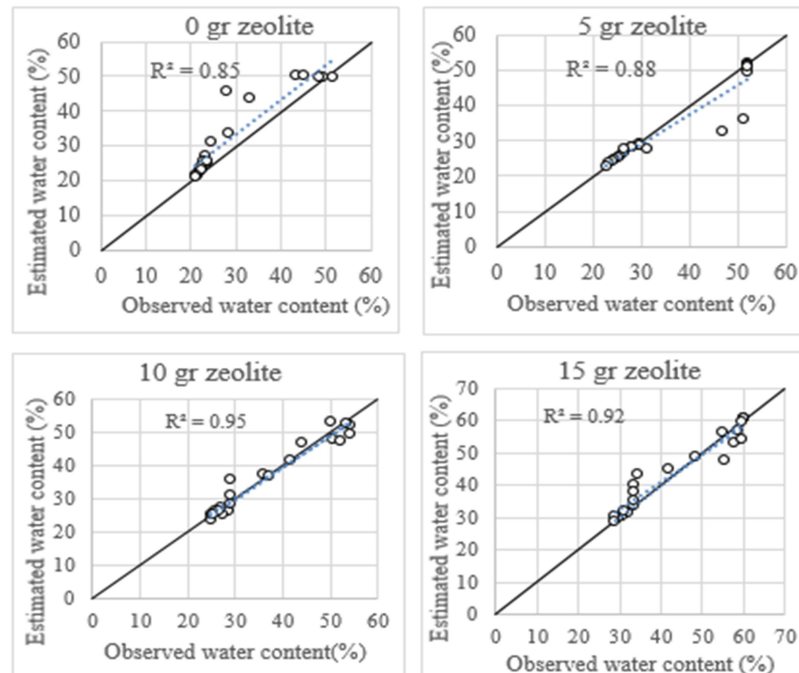 0 gr zeolite
R² = 0.85
Estimated water content (%)
60
50
40
30
20
10
0
0 10 20 30 40 50 60
Observed water content (%)
5 gr zeolite
R² = 0.88
Estimated water content (%)
60
50
40
30
20
10
0
0 10 20 30 40 50 60
Observed water content (%)
10 gr zeolite
R² = 0.95
Estimated water content (%)
60
50
40
30
20
10
0
0 10 20 30 40 50 60
Observed water content(%)
15 gr zeolite
R² = 0.92
Estimated water content (%)
70
60
50
40
30
20
10
0
0 10 20 30 40 50 60 70
Observed water content (%)